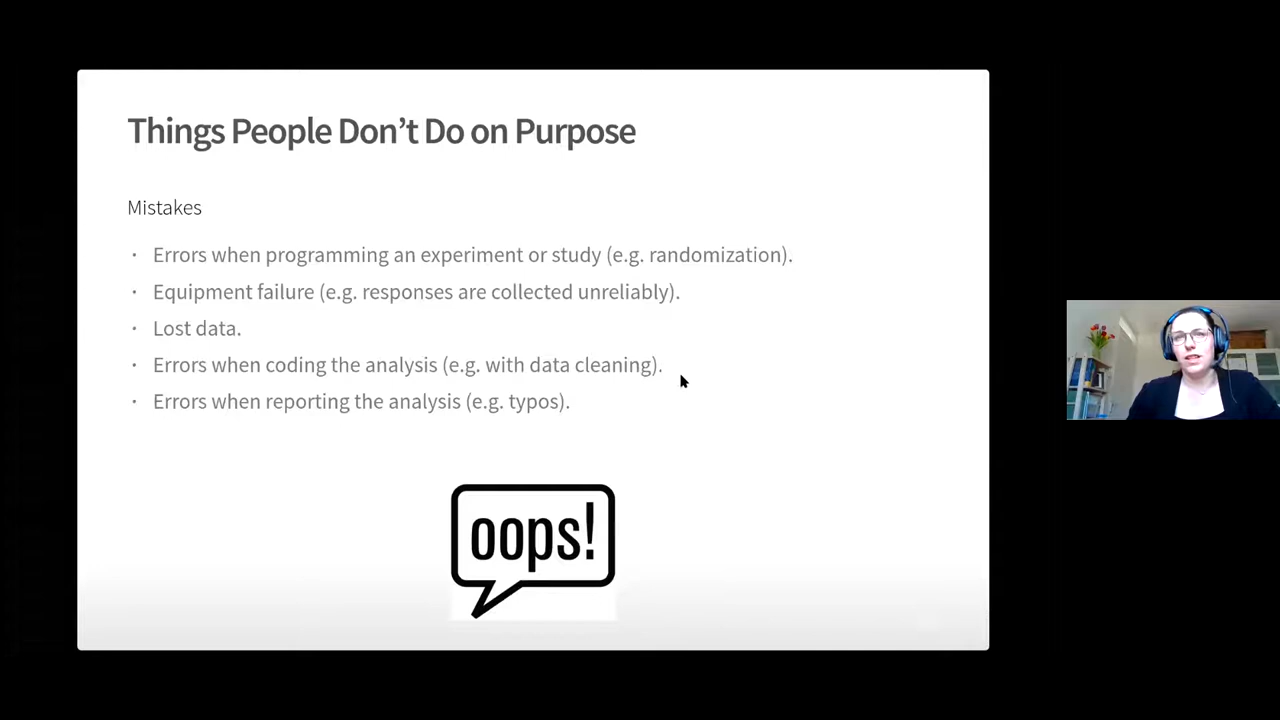 Things People Don’t Do on Purpose
Mistakes
· Errors when programming an experiment or study (e.g. randomization).
· Equipment failure (e.g. responses are collected unreliably).
· Lost data.
· Errors when coding the analysis (e.g. with data cleaning).
· Errors when reporting the analysis (e.g. typos).
oops!